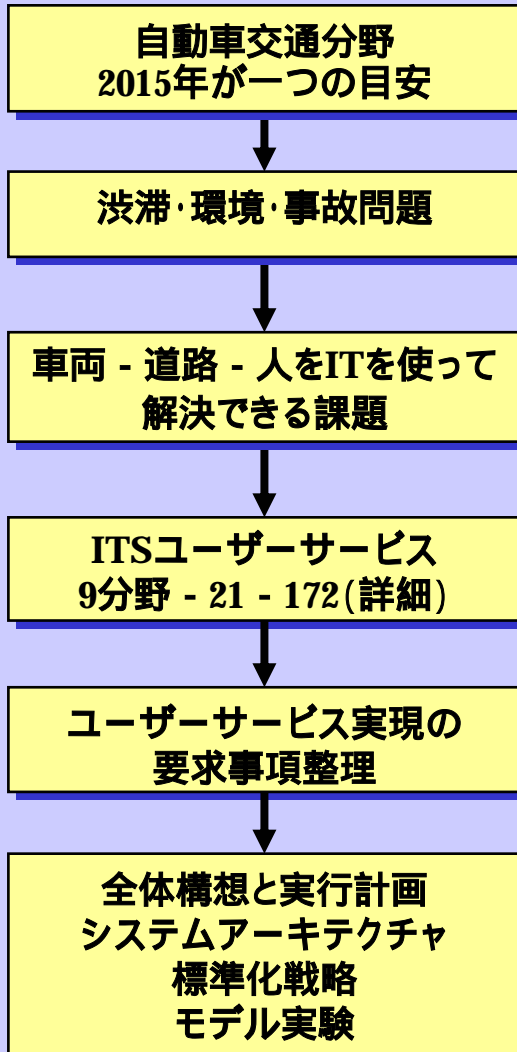 自動車交通分野
2015年が一つの目安
渋滞･環境･事故問題
車両 - 道路 - 人をITを使って
解決できる課題
ITSユーザーサービス
9分野 - 21 - 172(詳細)
ユーザーサービス実現の
要求事項整理
全体構想と実行計画
システムアーキテクチャ
標準化戦略
モデル実験